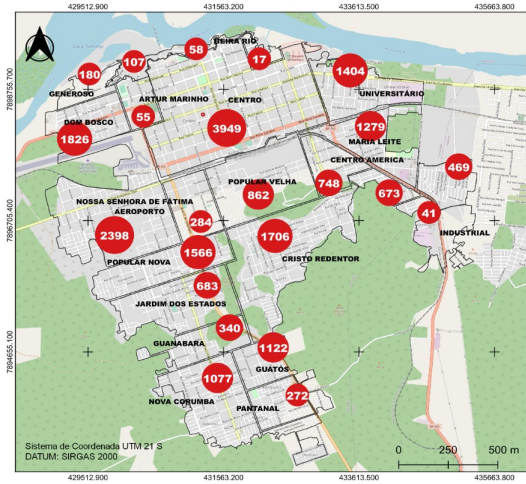 429512.900 431563.200 433613.500 435663.800
7898755.700
7896705.400
7894655.100
BEIRA RIO
58
107
17
180
1404
GENEROSO
UNIVERSITÁRIO
ARTUR MARINHO
CENTRO
DOM BOSCO
55
1826
3949
1279
MARIA LEITE
CENTRO AMERICA
469
POPULAR VELHA
748
673
862
NOSSA SENHORA DE FATIMA
AEROPORTO
284
41
2398
1706
INDUSTRIAL
1566
POPULAR NOVA
CRISTO REDENTOR
683
JARDIM DOS ESTADOS
340
GUANABARA
1122
GUATÓS
1077
NOVA CORUMBA
272
PANTANAL
Sistema de Coordenada UTM 21 S
DATUM: SIRGAS 2000
0 250 500 m
429512.900 431563.200 433613.500 435663.800